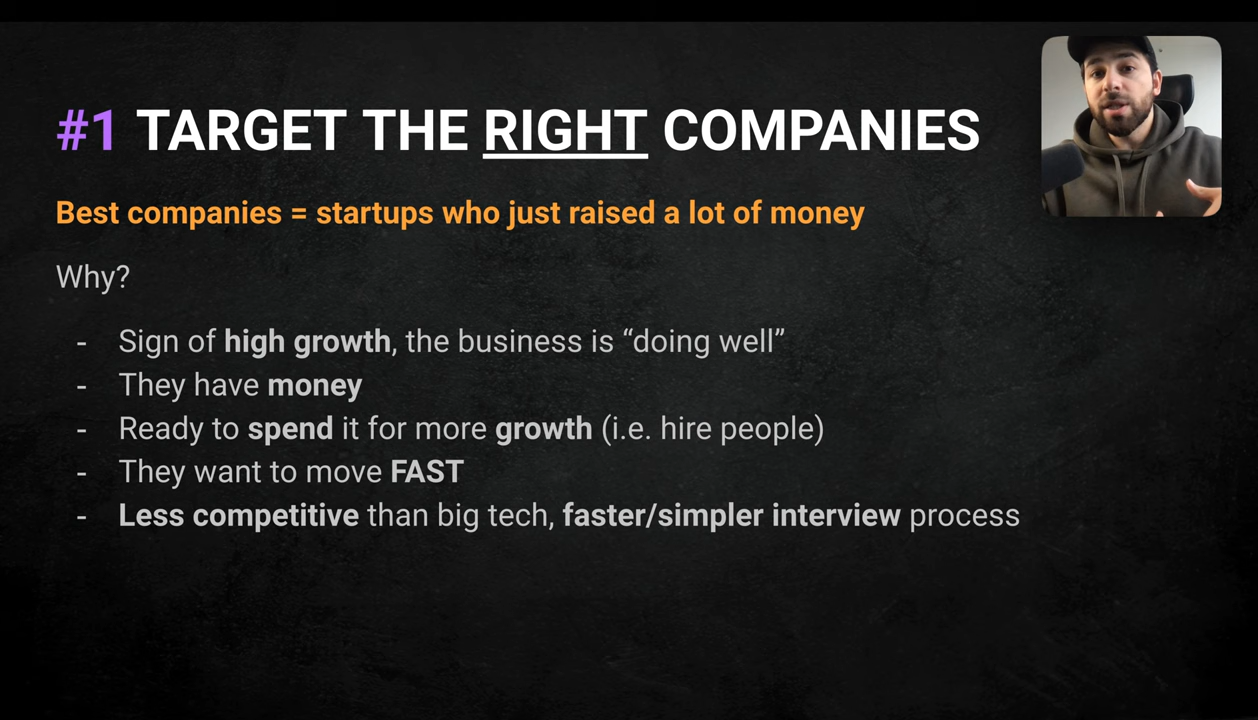 #1 TARGET THE RIGHT COMPANIES
Best companies = startups who just raised a lot of money
Why?
- Sign of high growth, the business is “doing well”
- They have money
- Ready to spend it for more growth (i.e. hire people)
- They want to move FAST
- Less competitive than big tech, faster/simpler interview process